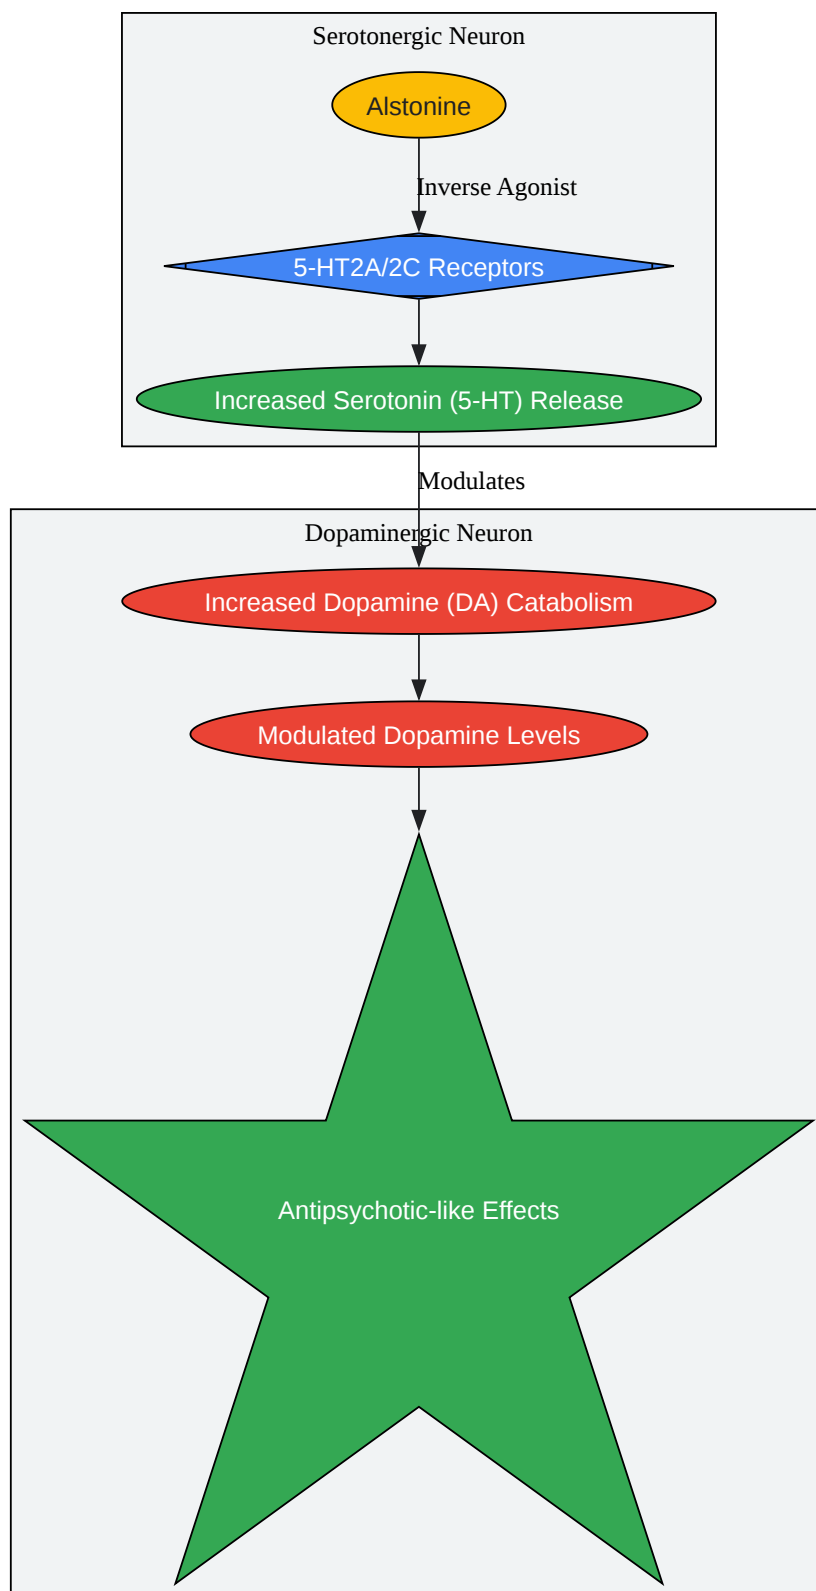 Serotonergic Neuron
Alstonine
Inverse Agonist
5-HT2A/2C Receptors
Increased Serotonin (5-HT) Release
Modulates
Dopaminergic Neuron
Increased Dopamine (DA) Catabolism
Modulated Dopamine Levels
Antipsychotic-like Effects